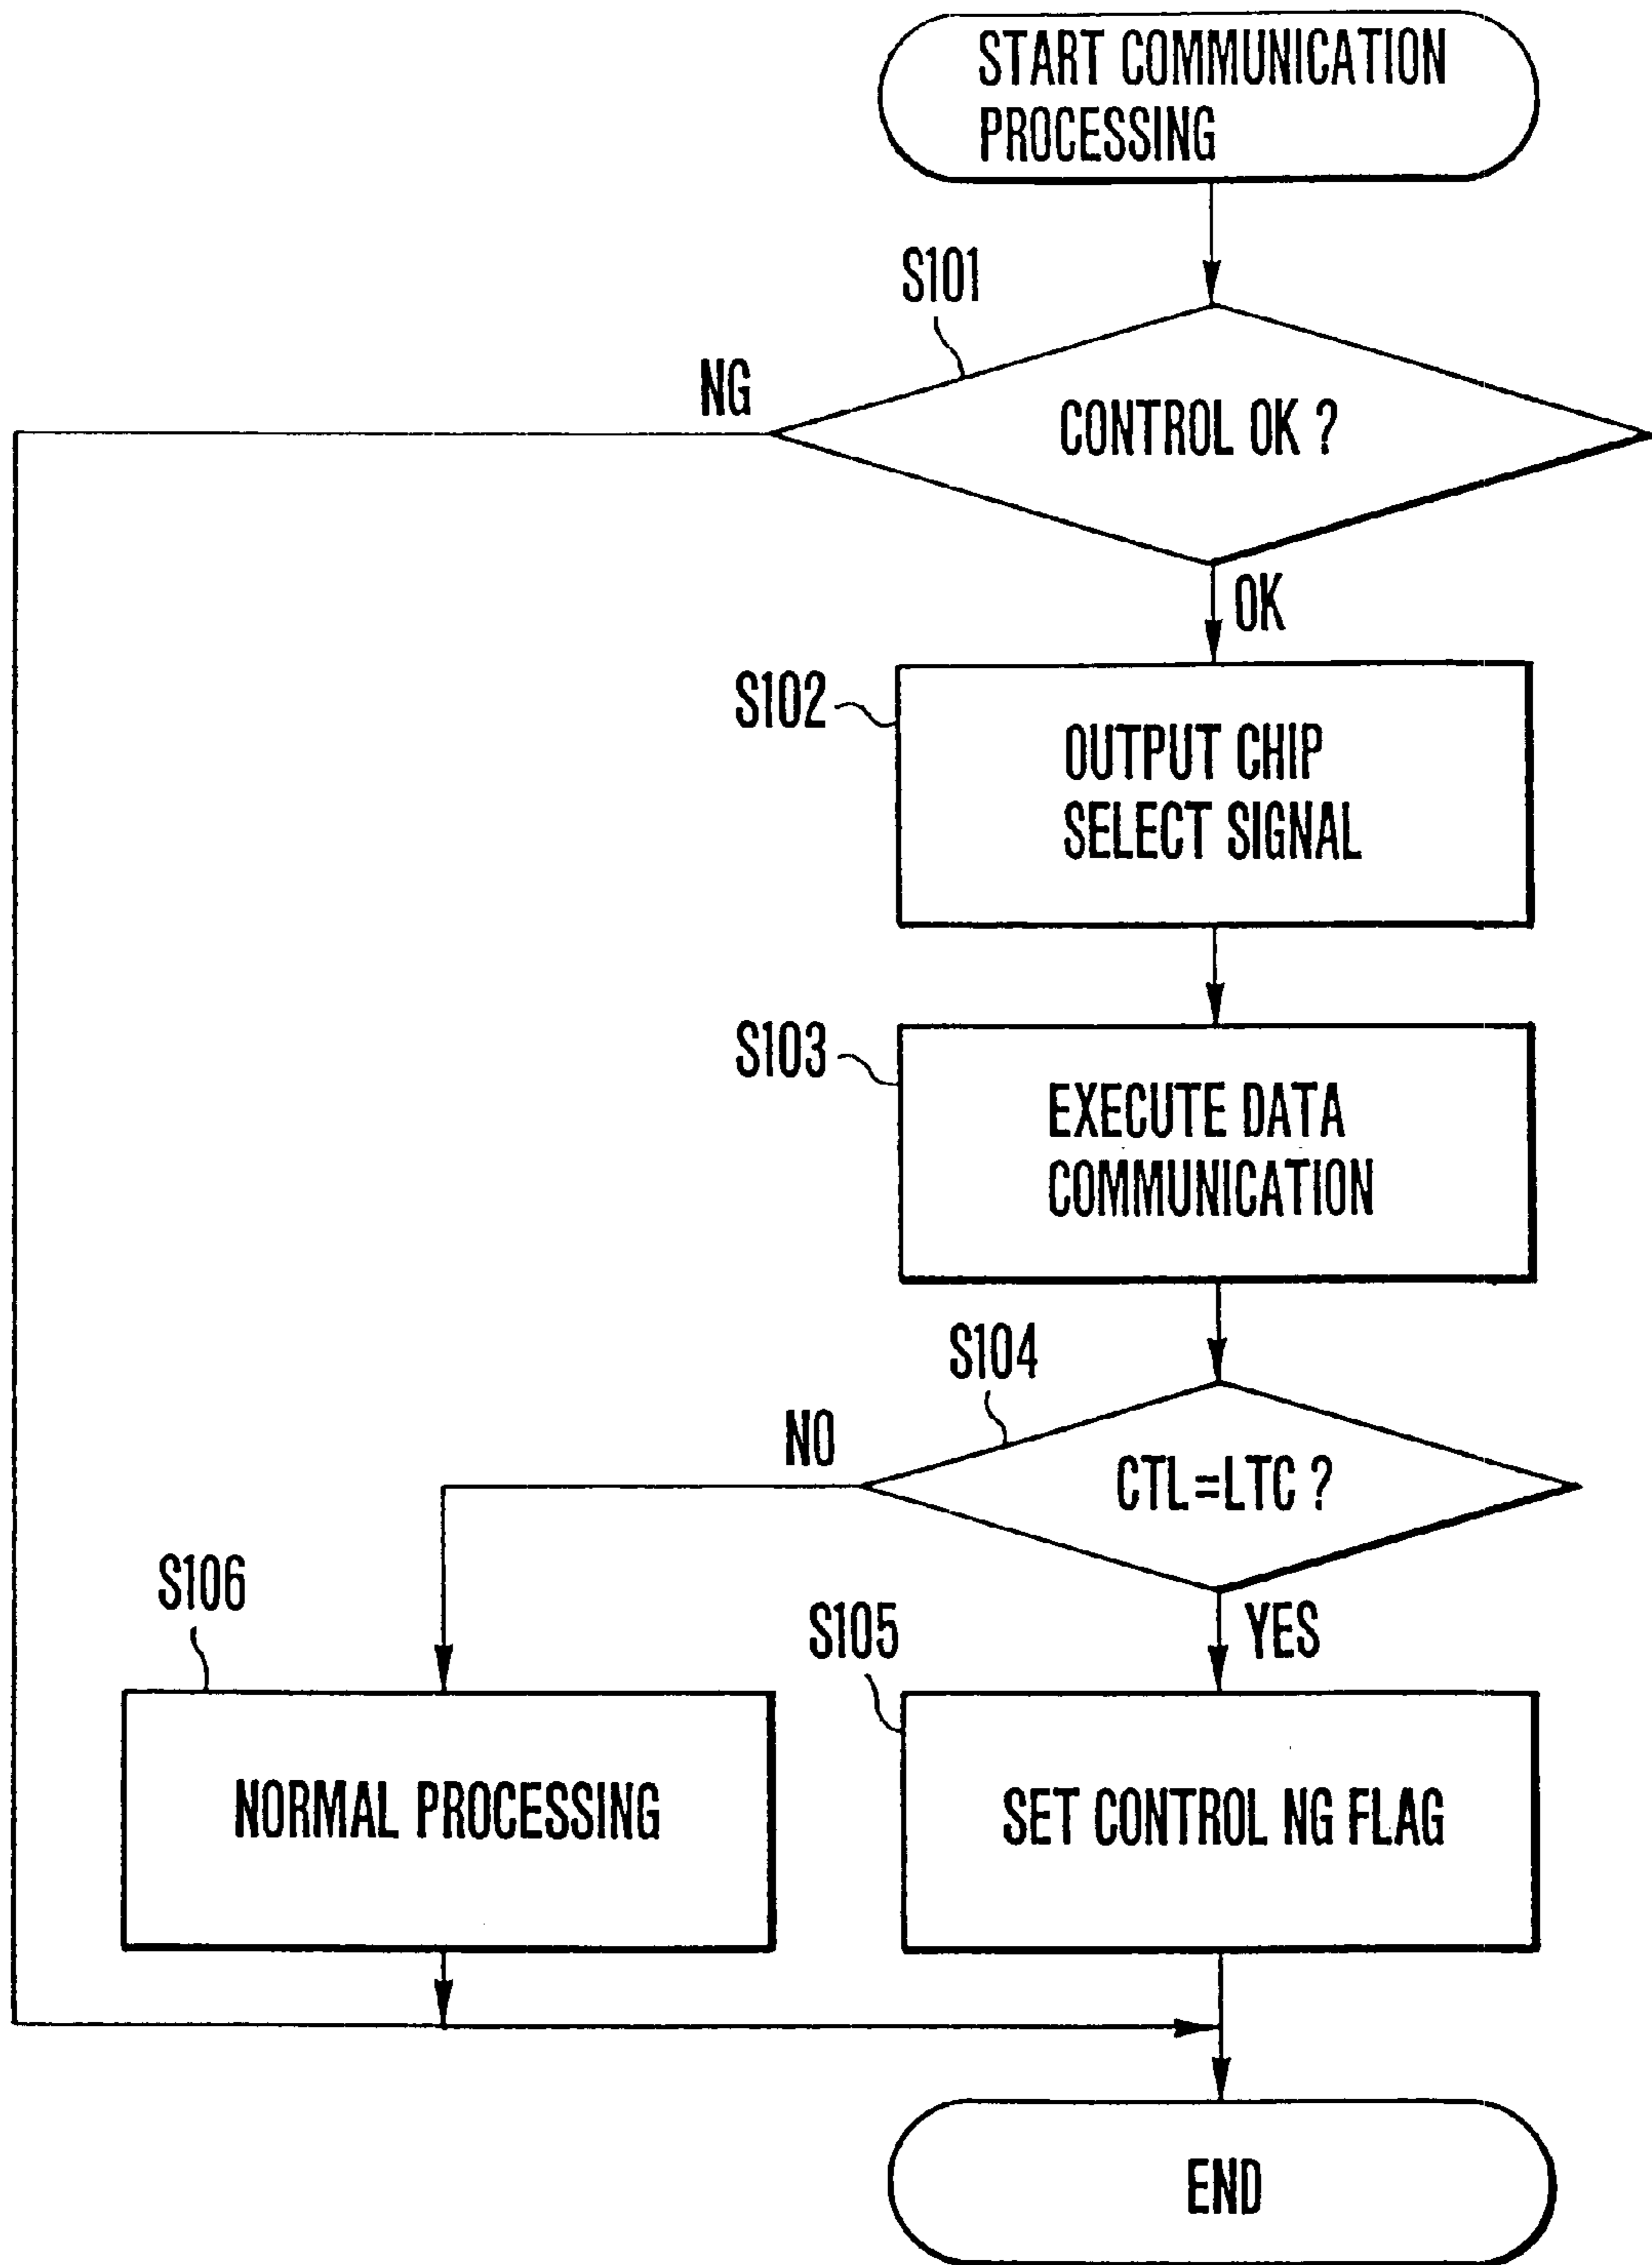 START COMMUNICATION
PROCESSING
S101
NG
CONTROL OK ?
OK
S102
OUTPUT CHIP
SELECT SIGNAL
S103
EXECUTE DATA
COMMUNICATION
S104
NO
CTL=LTC ?
S106
S105
YES
NORMAL PROCESSING
SET CONTROL NG FLAG
END